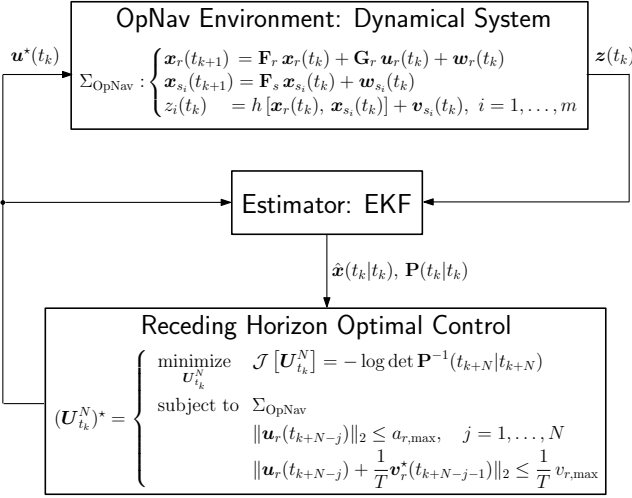 OpNav Environment: Dynamical System
u⋆(t_k)
z(t_k)
Σ_OpNav : { x_r(t_{k+1}) = F_r x_r(t_k) + G_r u_r(t_k) + w_r(t_k)
x_{s_i}(t_{k+1}) = F_s x_{s_i}(t_k) + w_{s_i}(t_k)
z_i(t_k) = h [x_r(t_k), x_{s_i}(t_k)] + v_{s_i}(t_k), i = 1, . . . , m
Estimator: EKF
x̂(t_k|t_k), P(t_k|t_k)
Receding Horizon Optimal Control
(U^N_{t_k})⋆ = { minimize_{U^N_{t_k}} J [U^N_{t_k}] = − log det P^{−1}(t_{k+N}|t_{k+N})
subject to Σ_OpNav
‖u_r(t_{k+N−j})‖_2 ≤ a_{r,max}, j = 1, . . . , N
‖u_r(t_{k+N−j}) + 1/T v⋆_r(t_{k+N−j−1})‖_2 ≤ 1/T v_{r,max}